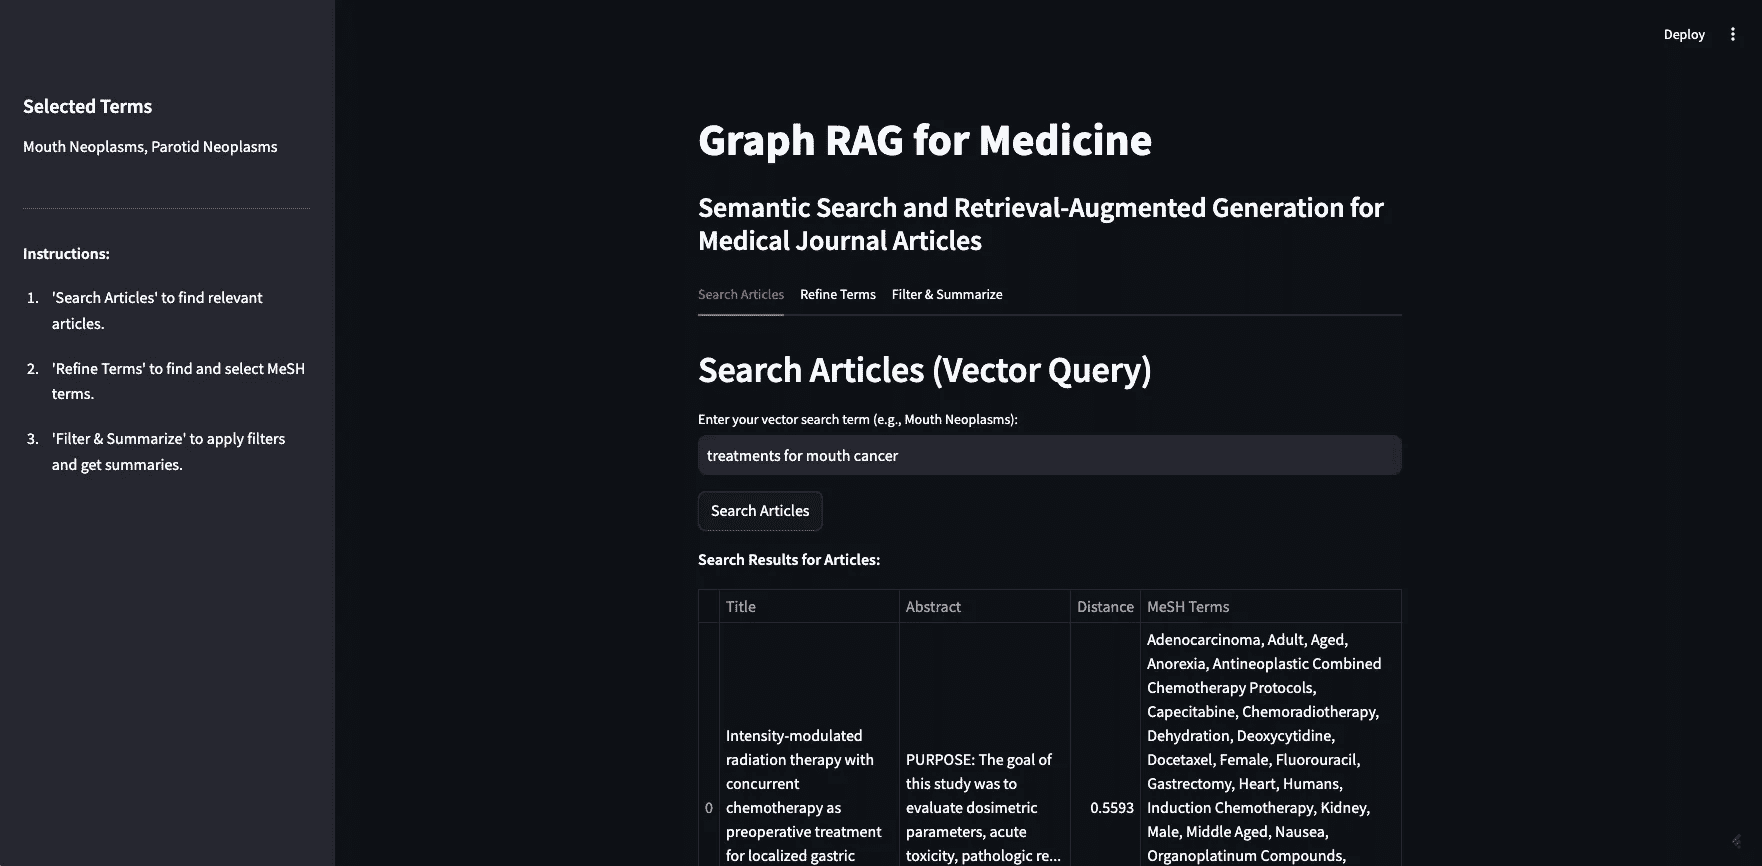 Deploy
Selected Terms
Mouth Neoplasms, Parotid Neoplasms
Instructions:
1. 'Search Articles' to find relevant
articles.
2. 'Refine Terms' to find and select MeSH
terms.
3. 'Filter & Summarize' to apply filters
and get summaries.
Graph RAG for Medicine
Semantic Search and Retrieval-Augmented Generation for
Medical Journal Articles
Search Articles Refine Terms Filter & Summarize
Search Articles (Vector Query)
Enter your vector search term (e.g., Mouth Neoplasms):
treatments for mouth cancer
Search Articles
Search Results for Articles:
Title Abstract Distance MeSH Terms
0
Intensity-modulated
radiation therapy with
concurrent
chemotherapy as
preoperative treatment
for localized gastric
PURPOSE: The goal of
this study was to
evaluate dosimetric
parameters, acute
toxicity, pathologic re...
0.5593
Adenocarcinoma, Adult, Aged,
Anorexia, Antineoplastic Combined
Chemotherapy Protocols,
Capecitabine, Chemoradiotherapy,
Dehydration, Deoxycytidine,
Docetaxel, Female, Fluorouracil,
Gastrectomy, Heart, Humans,
Induction Chemotherapy, Kidney,
Male, Middle Aged, Nausea,
Organoplatinum Compounds,